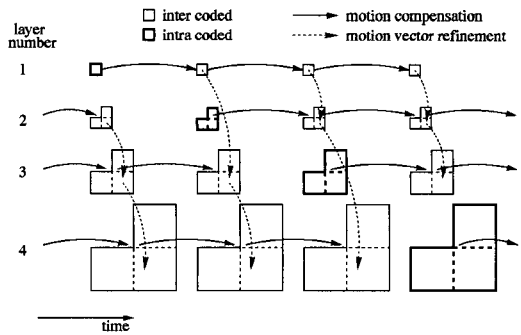 layer
number
inter coded
intra coded
motion compensation
motion vector refinement
1
2
3
4
time